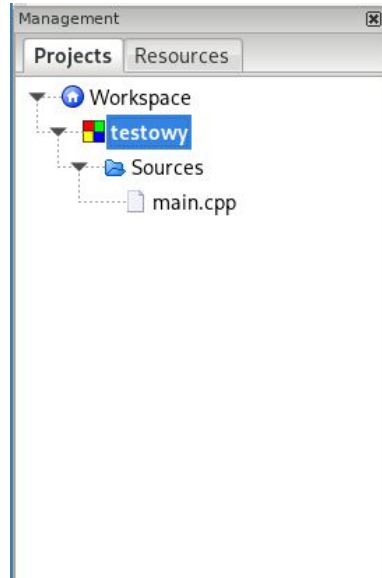 Management
Projects Resources
Workspace
testowy
Sources
main.cpp